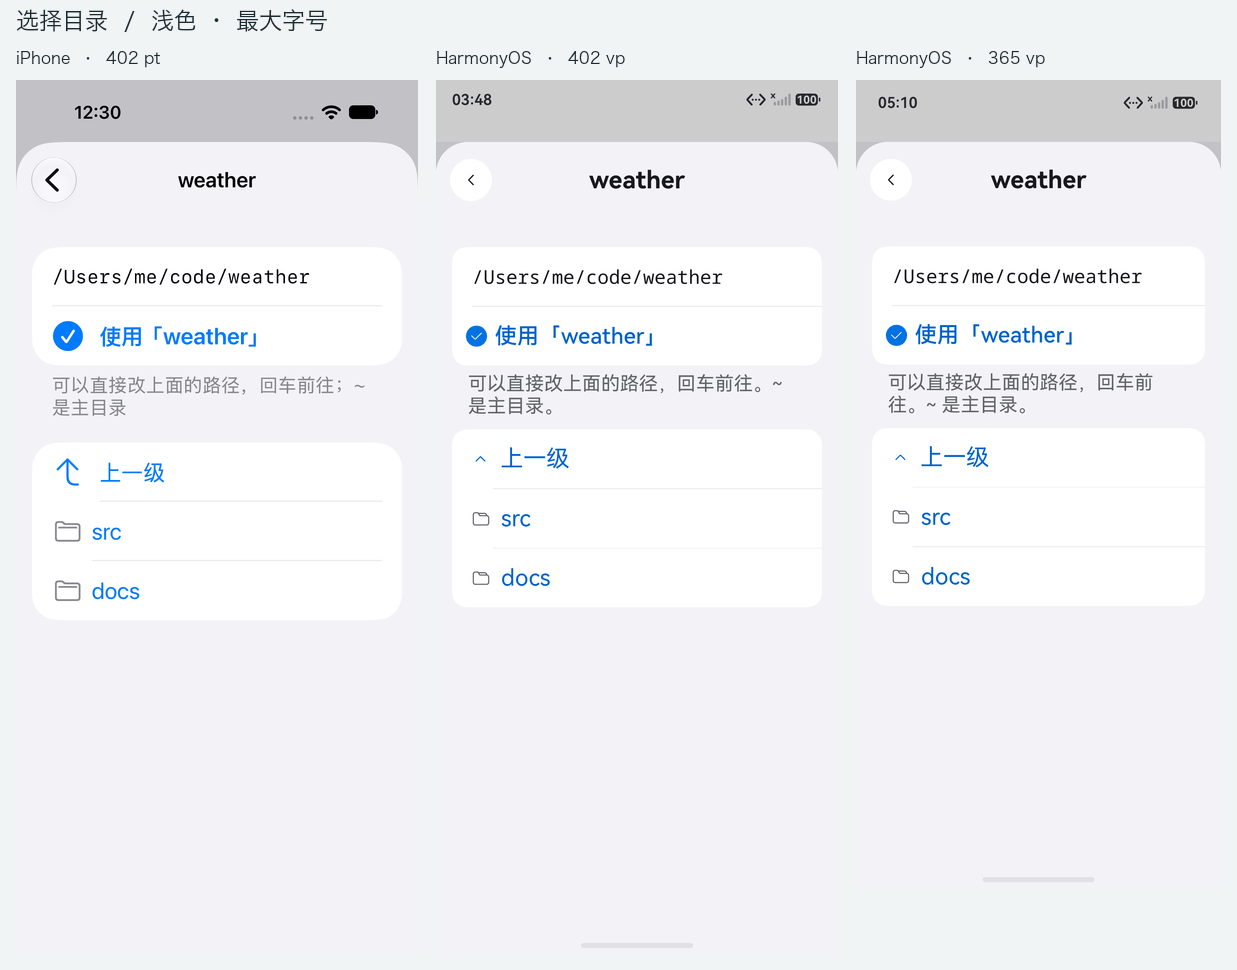 选择目录 / 浅色 · 最大字号
iPhone · 402 pt
12:30
weather
/Users/me/code/weather
使用「weather」
可以直接改上面的路径，回车前往；~
是主目录
上一级
src
docs
HarmonyOS · 402 vp
03:48
100
weather
/Users/me/code/weather
使用「weather」
可以直接改上面的路径，回车前往。~
是主目录。
上一级
src
docs
HarmonyOS · 365 vp
05:10
100
weather
/Users/me/code/weather
使用「weather」
可以直接改上面的路径，回车前
往。~ 是主目录。
上一级
src
docs